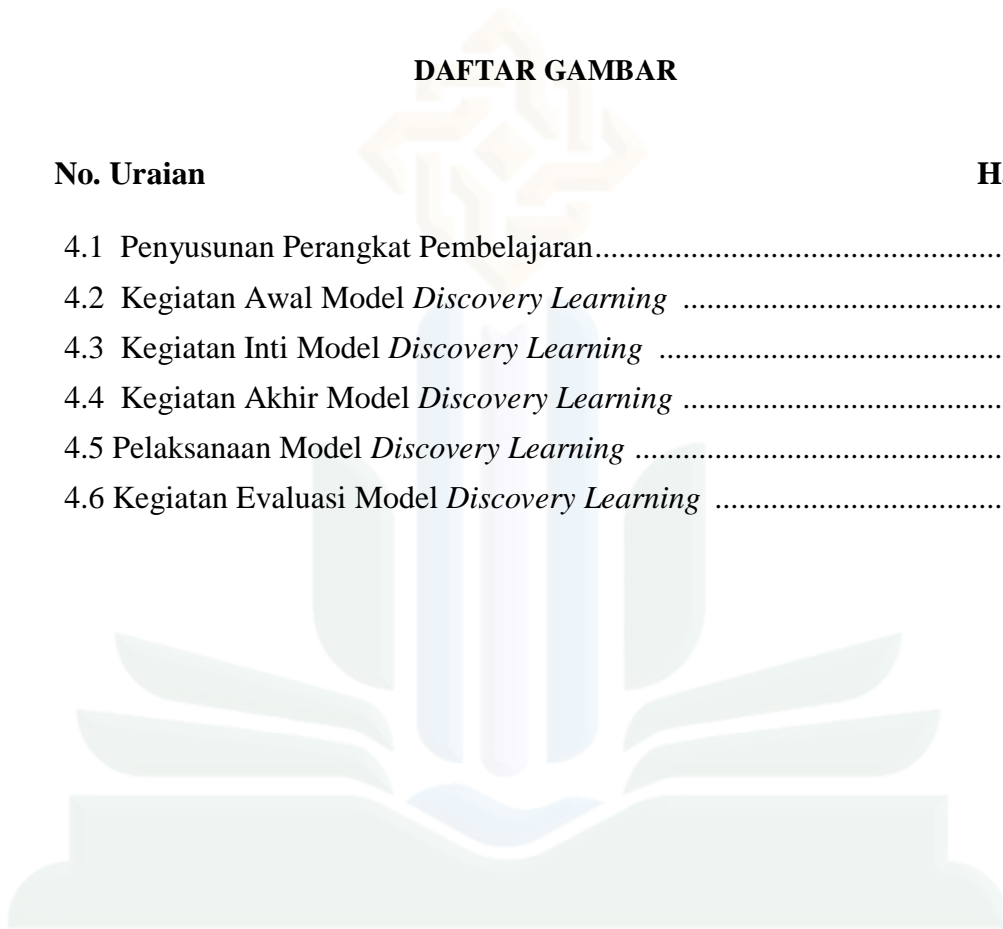 DAFTAR GAMBAR
No. Uraian
4.1 Penyusunan Perangkat Pembelajaran...................................................
4.2 Kegiatan Awal Model Discovery Learning ........................................
4.3 Kegiatan Inti Model Discovery Learning ...........................................
4.4 Kegiatan Akhir Model Discovery Learning ........................................
4.5 Pelaksanaan Model Discovery Learning ..............................................
4.6 Kegiatan Evaluasi Model Discovery Learning ....................................